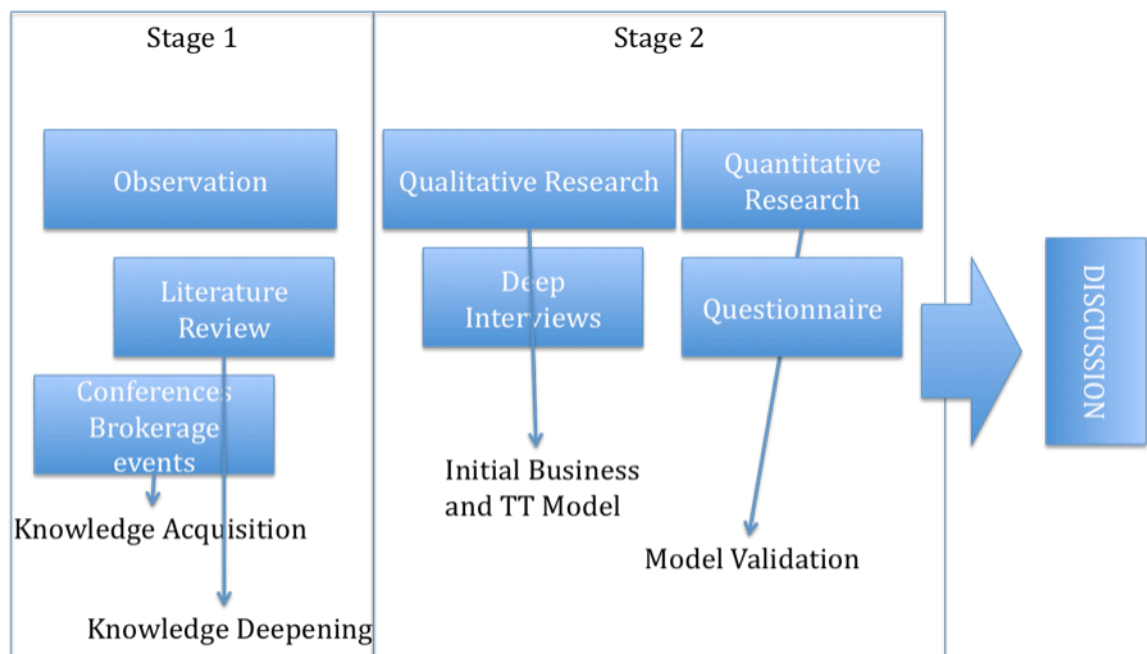 Stage 1
Observation
Literature
Review
Conferences
Brokerage
events
Knowledge Acquisition
Knowledge Deepening
Stage 2
Qualitative Research
Deep
Interviews
Initial Business
and TT Model
Quantitative
Research
Questionnaire
Model Validation
DISCUSSION